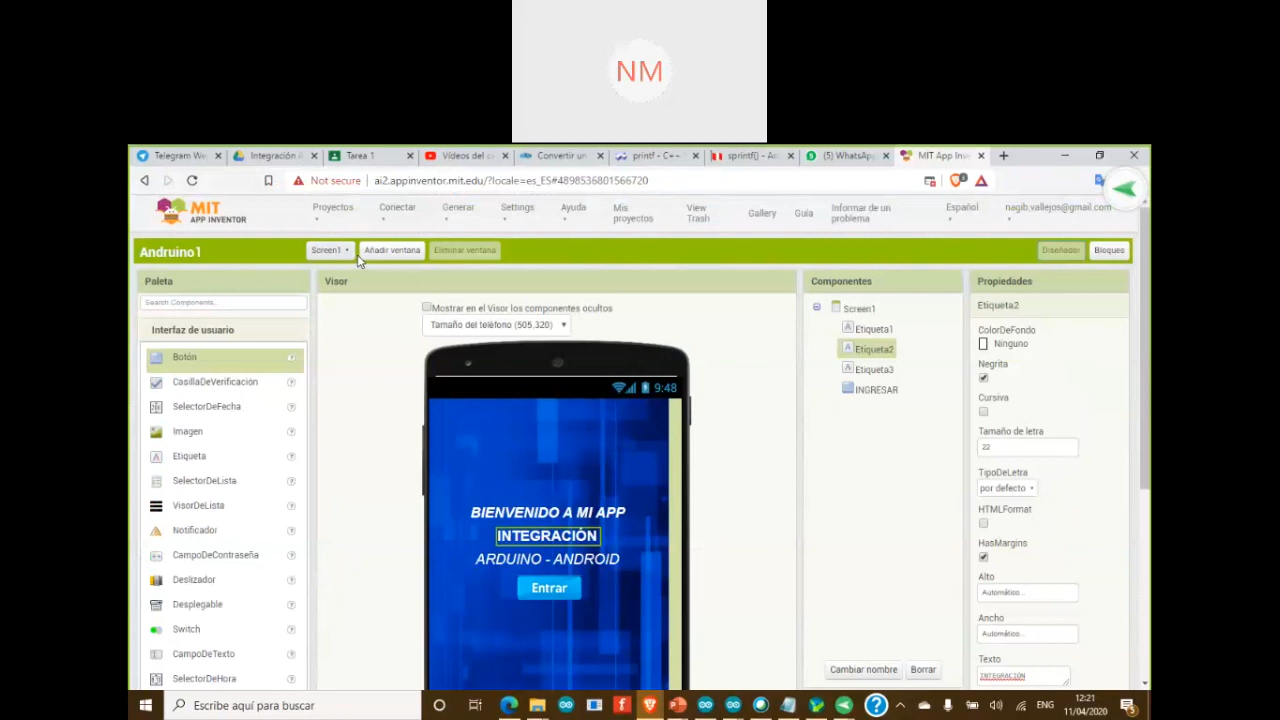 NM
Telegram We
Integración A
Tarea 1
Vídeos del ca
Convertir un
printf - C++
sprintf() - An
(5) WhatsApp
MIT App Inve
Not secure
ai2.appinventor.mit.edu/?locale=es_ES#4898536801566720
MIT
APP INVENTOR
Proyectos
Conectar
Generar
Settings
Ayuda
Mis proyectos
View Trash
Gallery
Guía
Informar de un problema
Español
nagib.vallejos@gmail.com
Andruino1
Screen1
Añadir ventana
Eliminar ventana
Diseñador
Bloques
Paleta
Search Components...
Interfaz de usuario
Botón
CasillaDeVerificación
SelectorDeFecha
Imagen
Etiqueta
SelectorDeLista
VisorDeLista
Notificador
CampoDeContraseña
Deslizador
Desplegable
Switch
CampoDeTexto
SelectorDeHora
Visor
Mostrar en el Visor los componentes ocultos
Tamaño del teléfono (505,320)
9:48
BIENVENIDO A MI APP
INTEGRACIÓN
ARDUINO - ANDROID
Entrar
Componentes
Screen1
Etiqueta1
Etiqueta2
Etiqueta3
INGRESAR
Cambiar nombre
Borrar
Propiedades
Etiqueta2
ColorDeFondo
Ninguno
Negrita
Cursiva
Tamaño de letra
22
TipoDeLetra
por defecto
HTMLFormat
HasMargins
Alto
Automático...
Ancho
Automático...
Texto
INTEGRACIÓN
Escribe aquí para buscar
ENG
12:21
11/04/2020